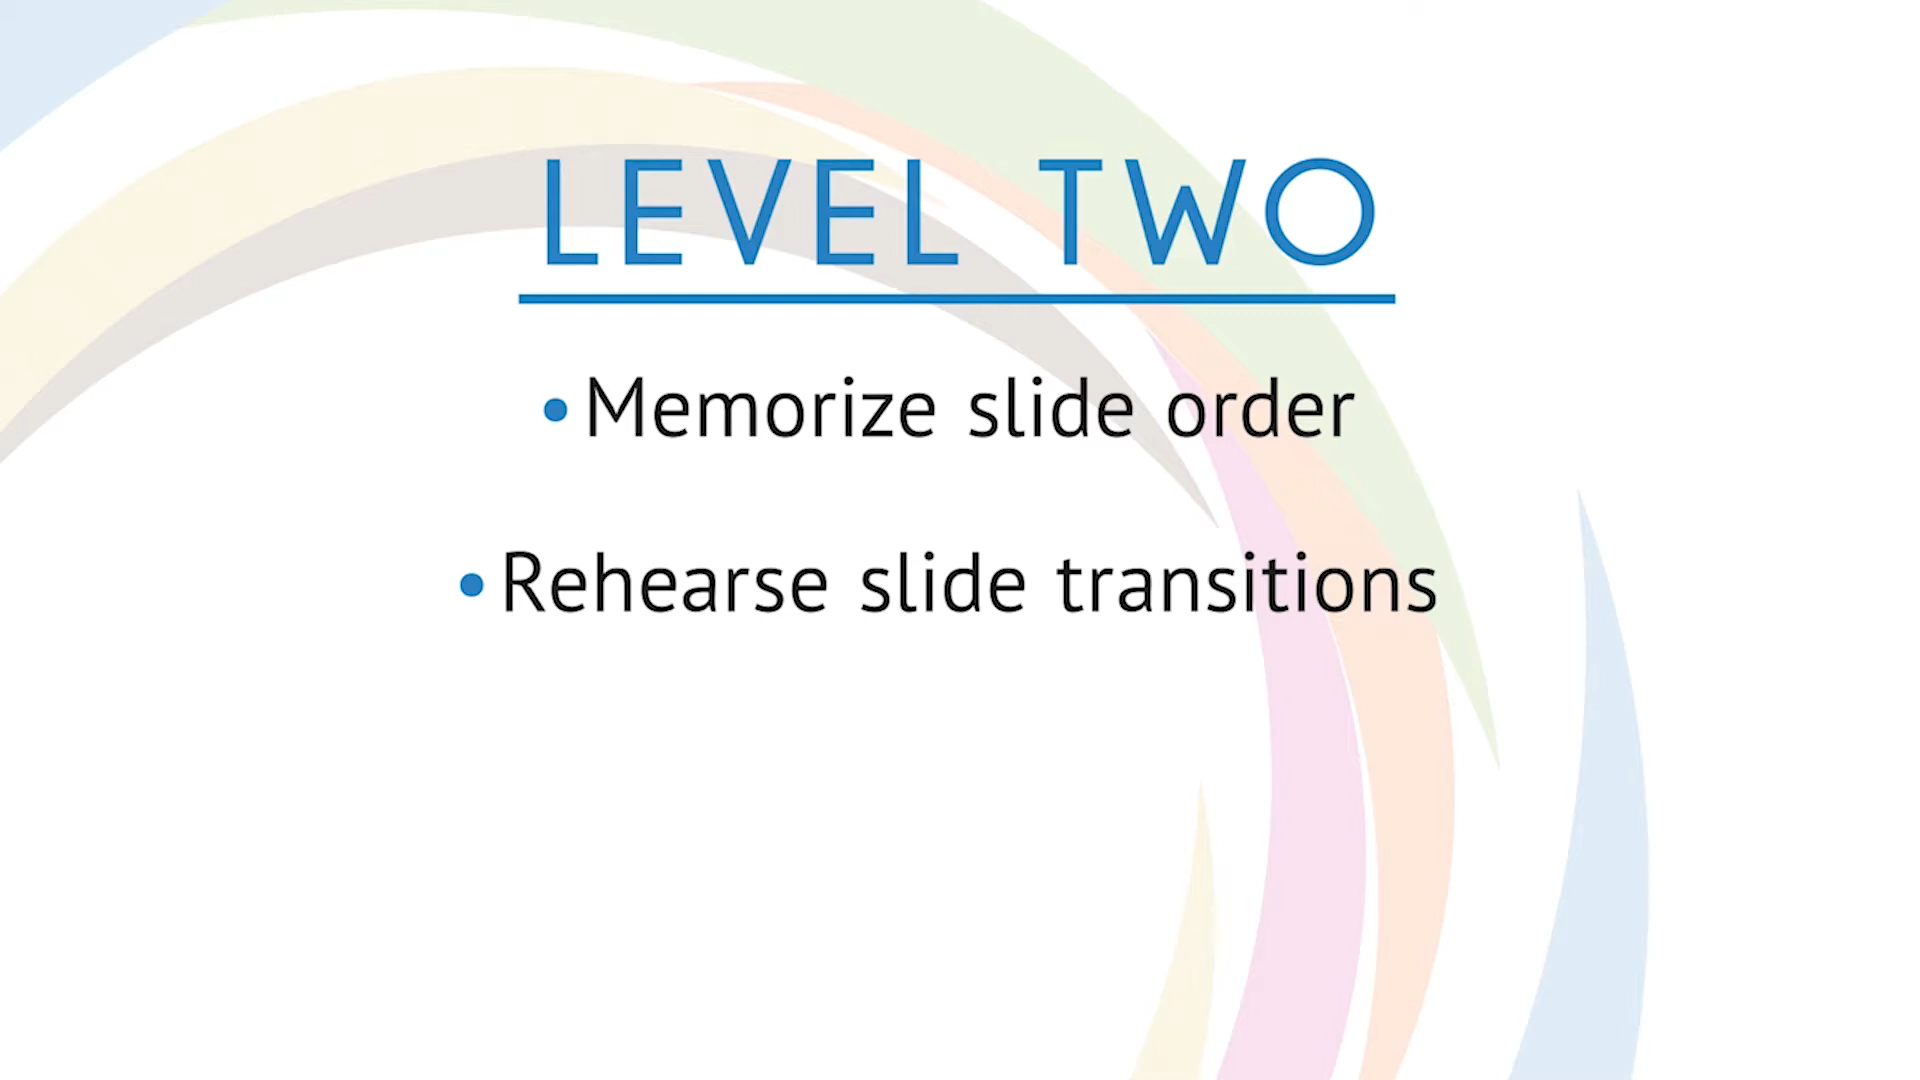 LEVEL TWO
• Memorize slide order
• Rehearse slide transitions